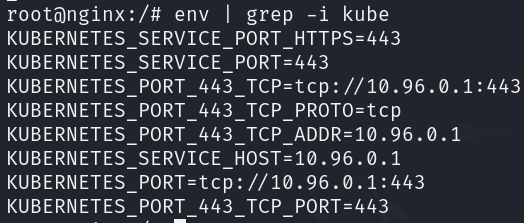 root@nginx:/# env | grep -i kube
KUBERNETES_SERVICE_PORT_HTTPS=443
KUBERNETES_SERVICE_PORT=443
KUBERNETES_PORT_443_TCP=tcp://10.96.0.1:443
KUBERNETES_PORT_443_TCP_PROTO=tcp
KUBERNETES_PORT_443_TCP_ADDR=10.96.0.1
KUBERNETES_SERVICE_HOST=10.96.0.1
KUBERNETES_PORT=tcp://10.96.0.1:443
KUBERNETES_PORT_443_TCP_PORT=443